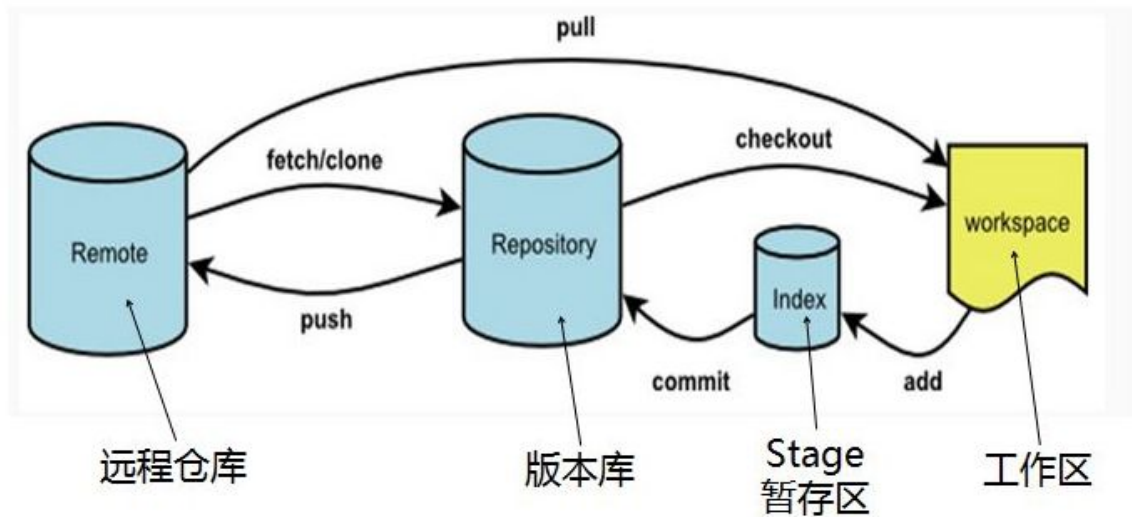 pull
fetch/clone
checkout
Remote
Repository
workspace
Index
push
commit
add
远程仓库
版本库
Stage
暂存区
工作区